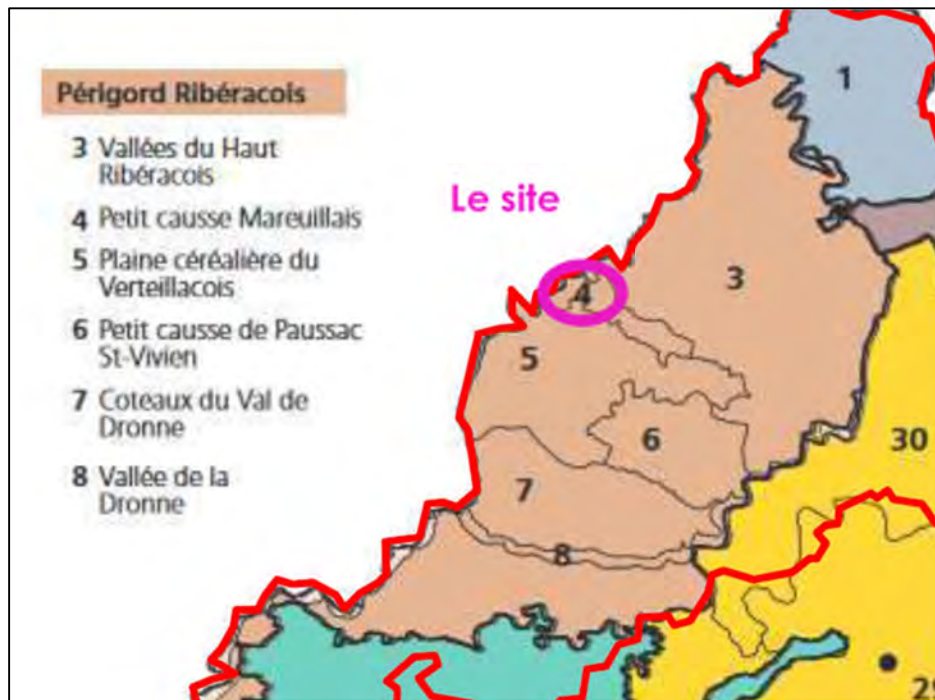 Périgord Ribéracois
3 Vallées du Haut
Ribéracois
4 Petit causse Mareuillais
5 Plaine céréalière du
Verteillacois
6 Petit causse de Paussac
St-Vivien
7 Coteaux du Val de
Dronne
8 Vallée de la
Dronne
Le site
1
3
4
5
6
30
7
8